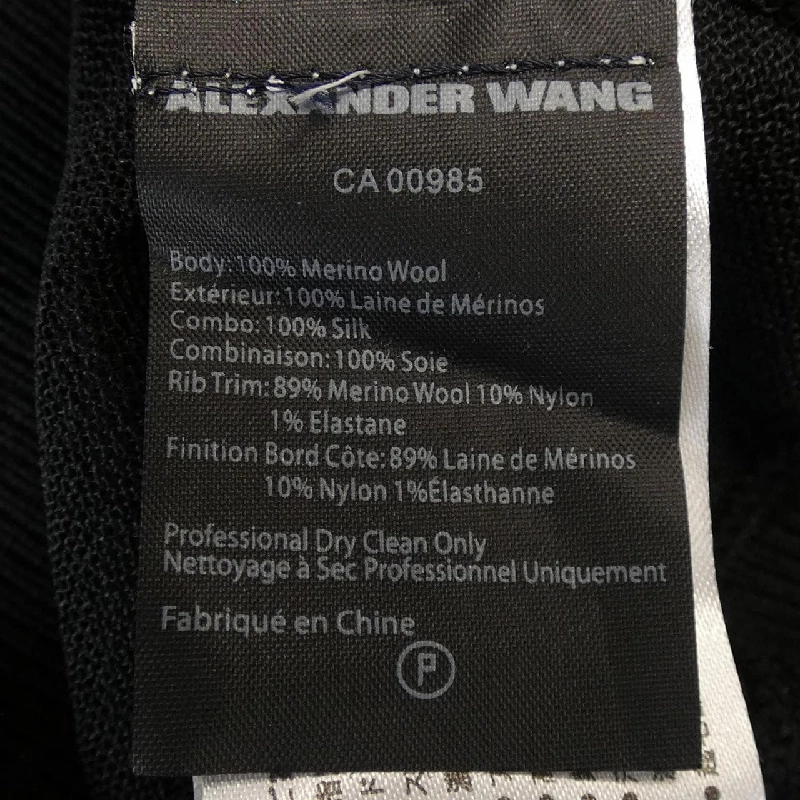 ALEXANDER WANG
CA 00985
Body: 100% Merino Wool
Extérieur: 100% Laine de Mérinos
Combo: 100% Silk
Combinaison: 100% Soie
Rib Trim: 89% Merino Wool 10% Nylon
1% Elastane
Finition Bord Côte: 89% Laine de Mérinos
10% Nylon 1% Élasthanne
Professional Dry Clean Only
Nettoyage à Sec Professionnel Uniquement
Fabriqué en Chine
P